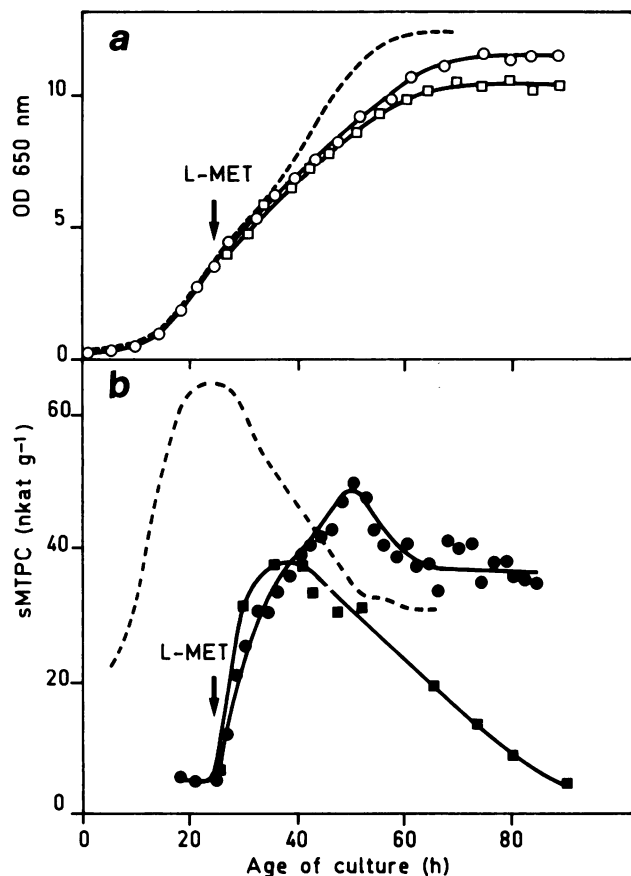 a
OD 650 nm
10
5
0
L-MET
b
sMTPC (nkat g⁻¹)
60
40
20
0
L-MET
0 20 40 60 80
Age of culture (h)